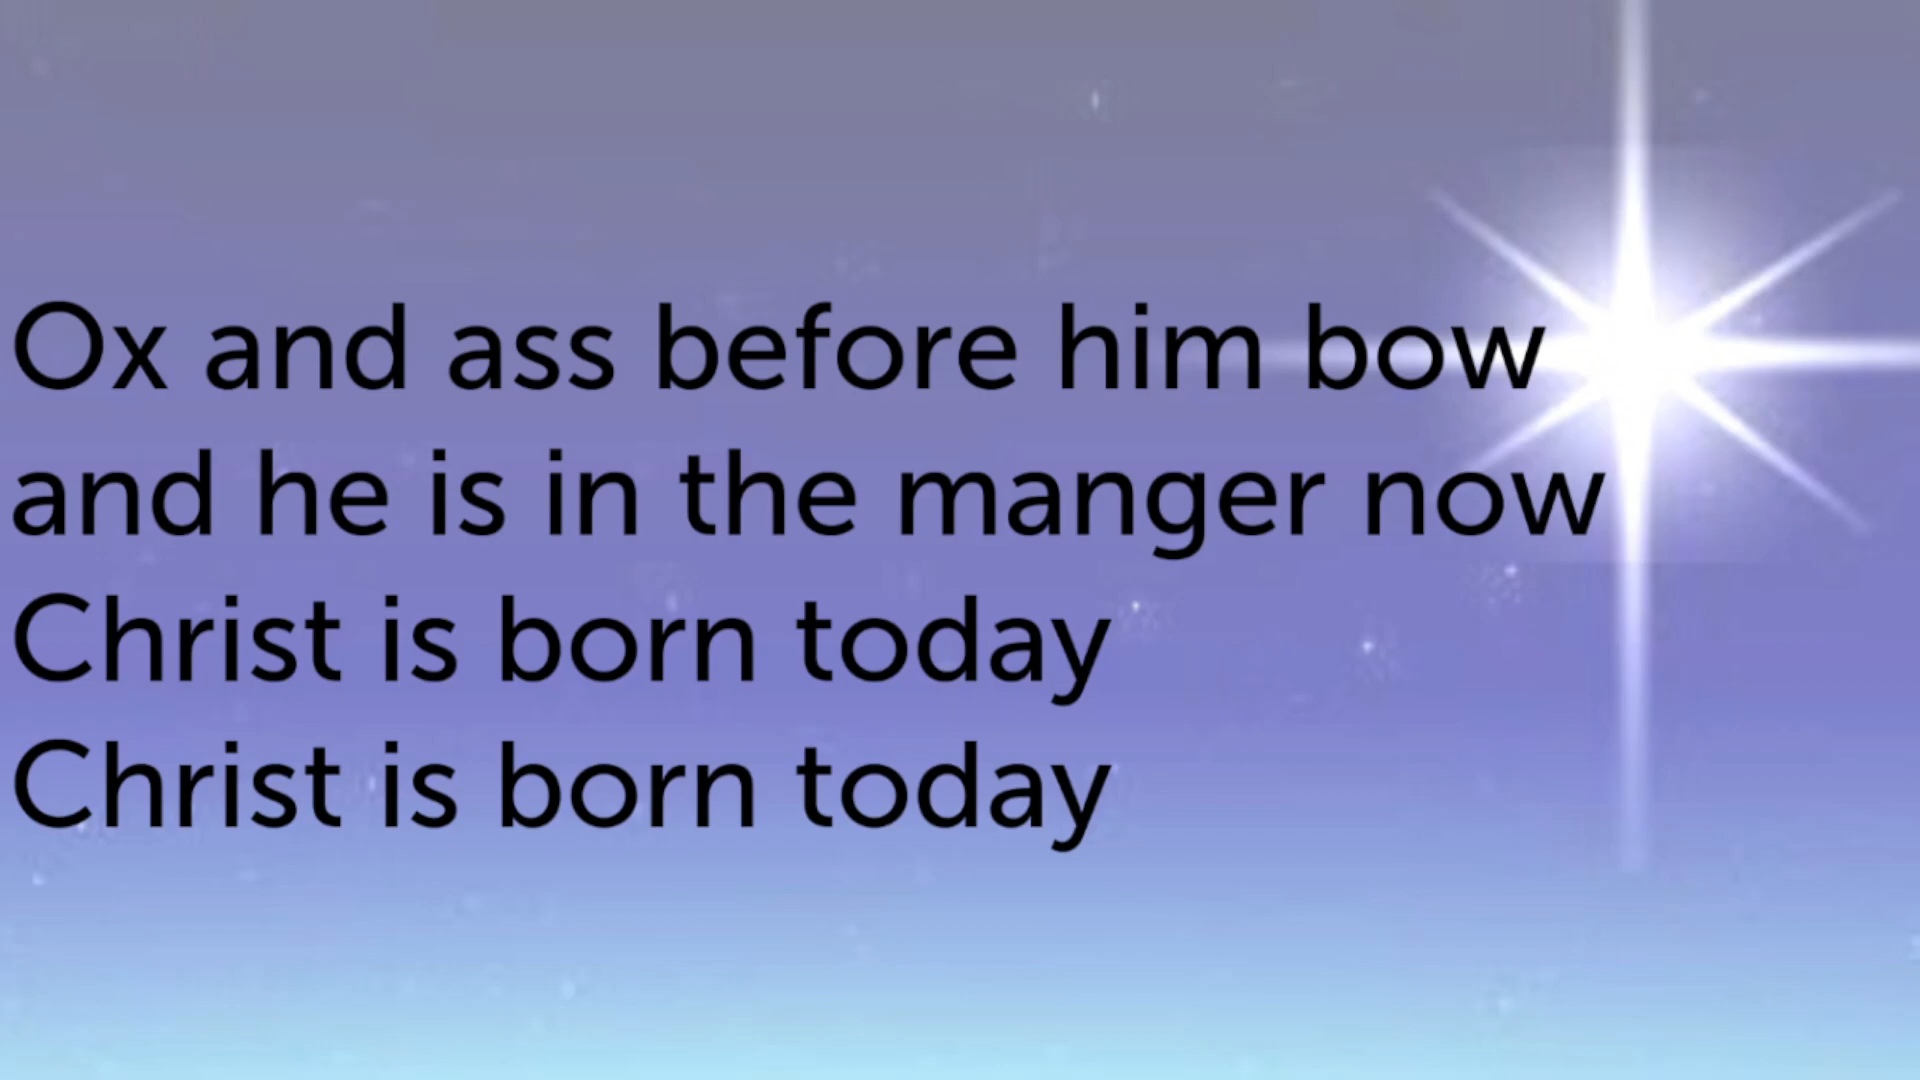 Ox and ass before him bow
and he is in the manger now
Christ is born today
Christ is born today